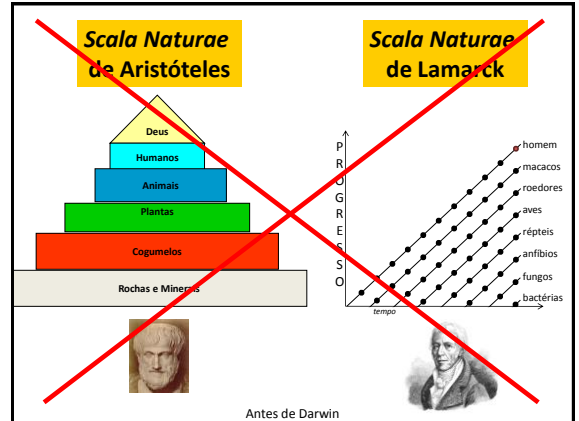 Scala Naturae
de Aristóteles
Scala Naturae
de Lamarck
Deus
Humanos
Animais
Plantas
Cogumelos
Rochas e Minerais
PROGRESSO
homem
macacos
roedores
aves
répteis
anfíbios
fungos
bactérias
tempo
Antes de Darwin